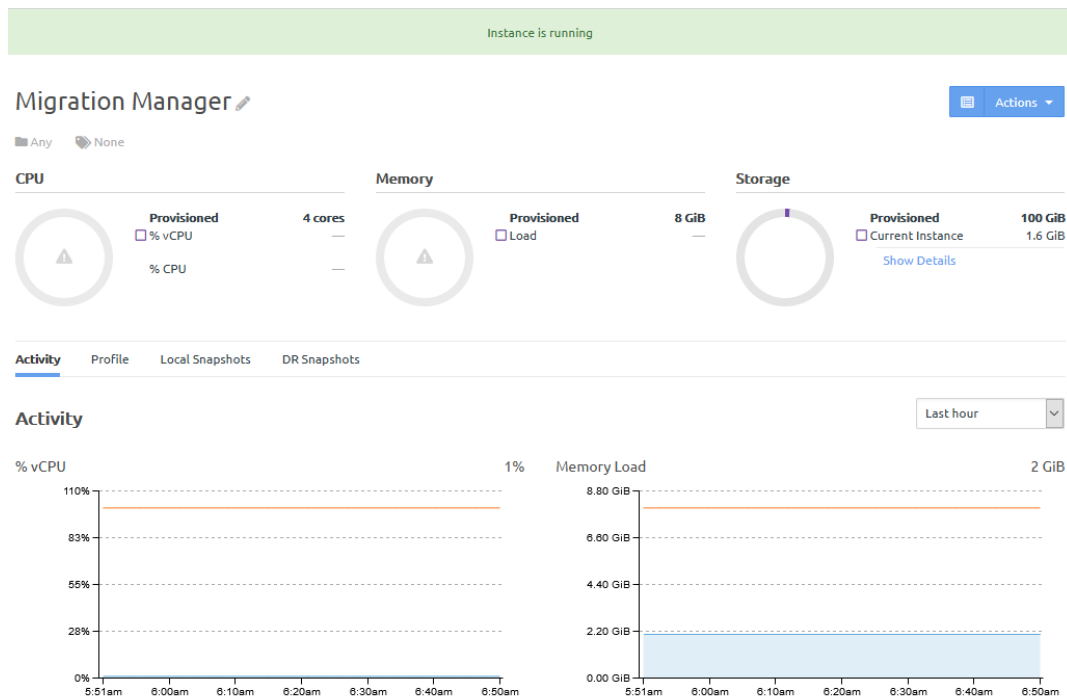 Instance is running
Migration Manager
Actions
Any None
CPU Memory Storage
Provisioned 4 cores Provisioned 8 GiB Provisioned 100 GiB
% vCPU — Load — Current Instance 1.6 GiB
Show Details
% CPU —
Activity Profile Local Snapshots DR Snapshots
Activity
Last hour
% vCPU 1% Memory Load 2 GiB
110% 8.80 GiB
83% 6.60 GiB
55% 4.40 GiB
28% 2.20 GiB
0% 0.00 GiB
5:51am 6:00am 6:10am 6:20am 6:30am 6:40am 6:50am 5:51am 6:00am 6:10am 6:20am 6:30am 6:40am 6:50am